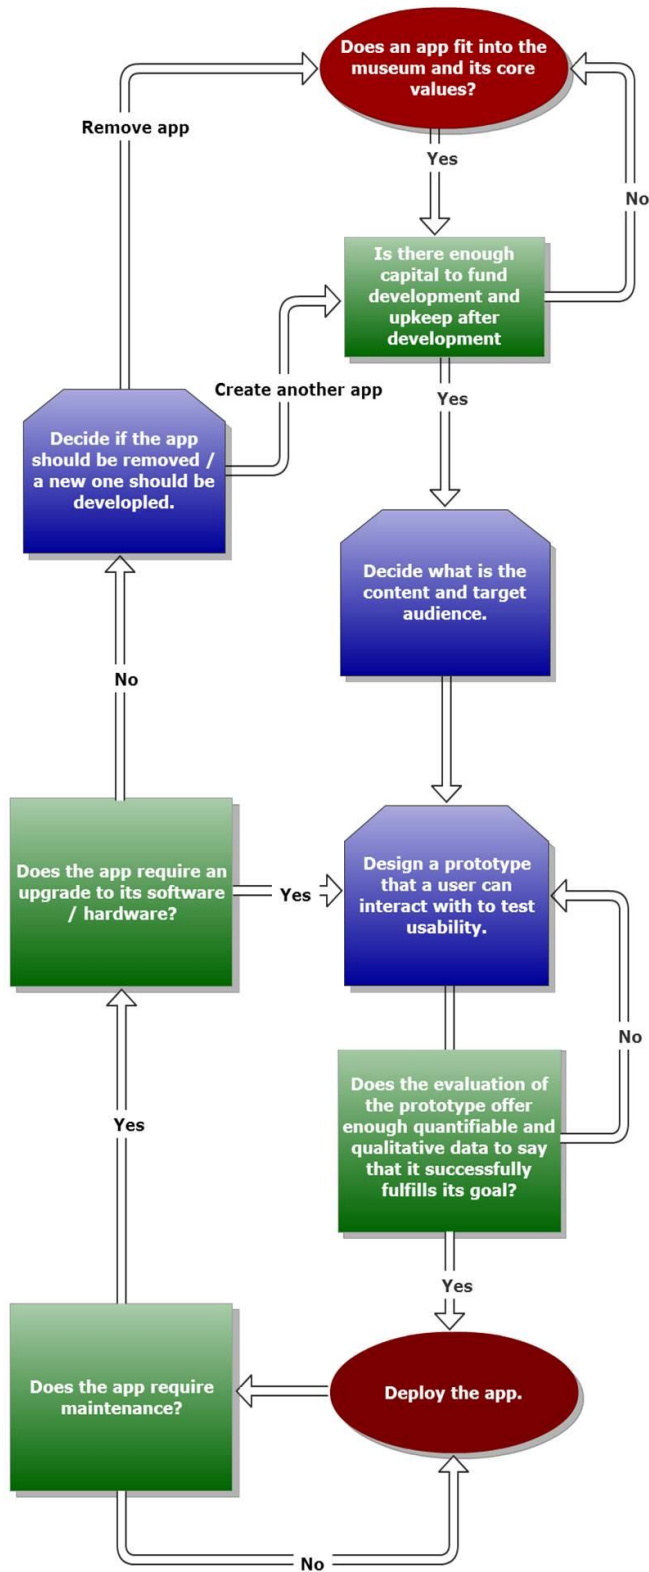 Does an app fit into the
museum and its core
values?
Remove app
Yes
No
Is there enough
capital to fund
development and
upkeep after
development
Create another app
Yes
Decide if the app
should be removed /
a new one should be
developled.
Decide what is the
content and target
audience.
No
Does the app require an
upgrade to its software
/ hardware?
Yes
Design a prototype
that a user can
interact with to test
usability.
No
Does the evaluation of
the prototype offer
enough quantifiable and
qualitative data to say
that it successfully
fulfills its goal?
Yes
Yes
Does the app require
maintenance?
Deploy the app.
No